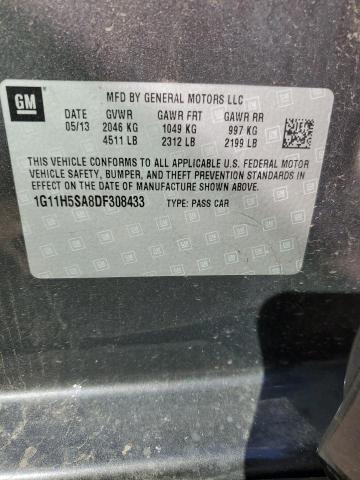 GM
MFD BY GENERAL MOTORS LLC
DATE GVWR GAWR FRT GAWR RR
05/13 2046 KG 1049 KG 997 KG
4511 LB 2312 LB 2199 LB
THIS VEHICLE CONFORMS TO ALL APPLICABLE U.S. FEDERAL MOTOR
VEHICLE SAFETY, BUMPER, AND THEFT PREVENTION STANDARDS
IN EFFECT ON THE DATE OF MANUFACTURE SHOWN ABOVE.
1G11H5SA8DF308433 TYPE: PASS CAR